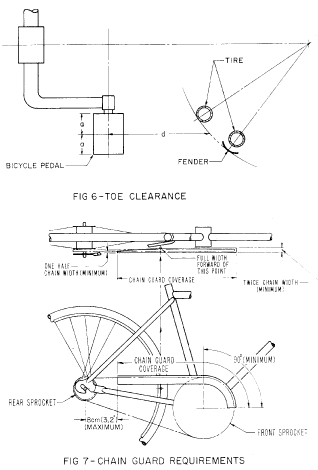 TIRE
a
a
d
BICYCLE PEDAL
FENDER
FIG 6-TOE CLEARANCE
ONE HALF
CHAIN WIDTH (MINIMUM)
FULL WIDTH
FORWARD OF
THIS POINT
CHAIN GUARD COVERAGE
TWICE CHAIN WIDTH
(MINIMUM)
CHAIN GUARD
COVERAGE
90° (MINIMUM)
REAR SPROCKET
8cm (3.2")
(MAXIMUM)
FRONT SPROCKET
FIG 7-CHAIN GUARD REQUIREMENTS